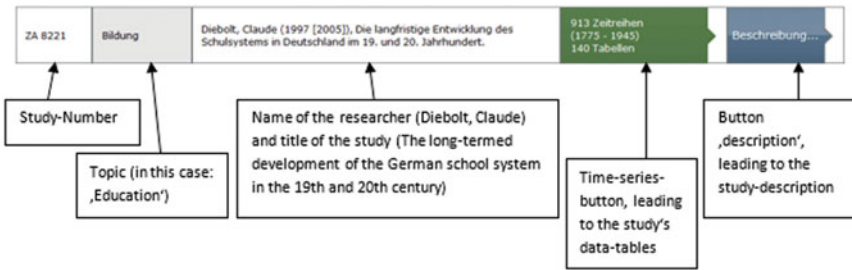 ZA 8221
Bildung
Diebolt, Claude (1997 [2005]), Die langfristige Entwicklung des
Schulsystems in Deutschland im 19. und 20. Jahrhundert.
913 Zeitreihen
(1775 - 1945)
140 Tabellen
Beschreibung...
Study-Number
Topic (in this case:
‚Education‘)
Name of the researcher (Diebolt, Claude)
and title of the study (The long-termed
development of the German school system
in the 19th and 20th century)
Time-series-
button, leading
to the study‘s
data-tables
Button
‚description‘,
leading to the
study-description